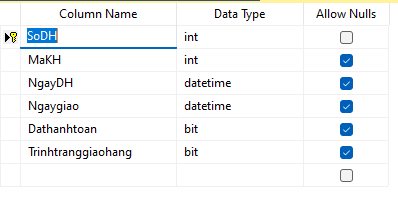 Column Name Data Type Allow Nulls
SoDH int
MaKH int
NgayDH datetime
Ngaygiao datetime
Dathanhtoan bit
Trinhtranggiaohang bit